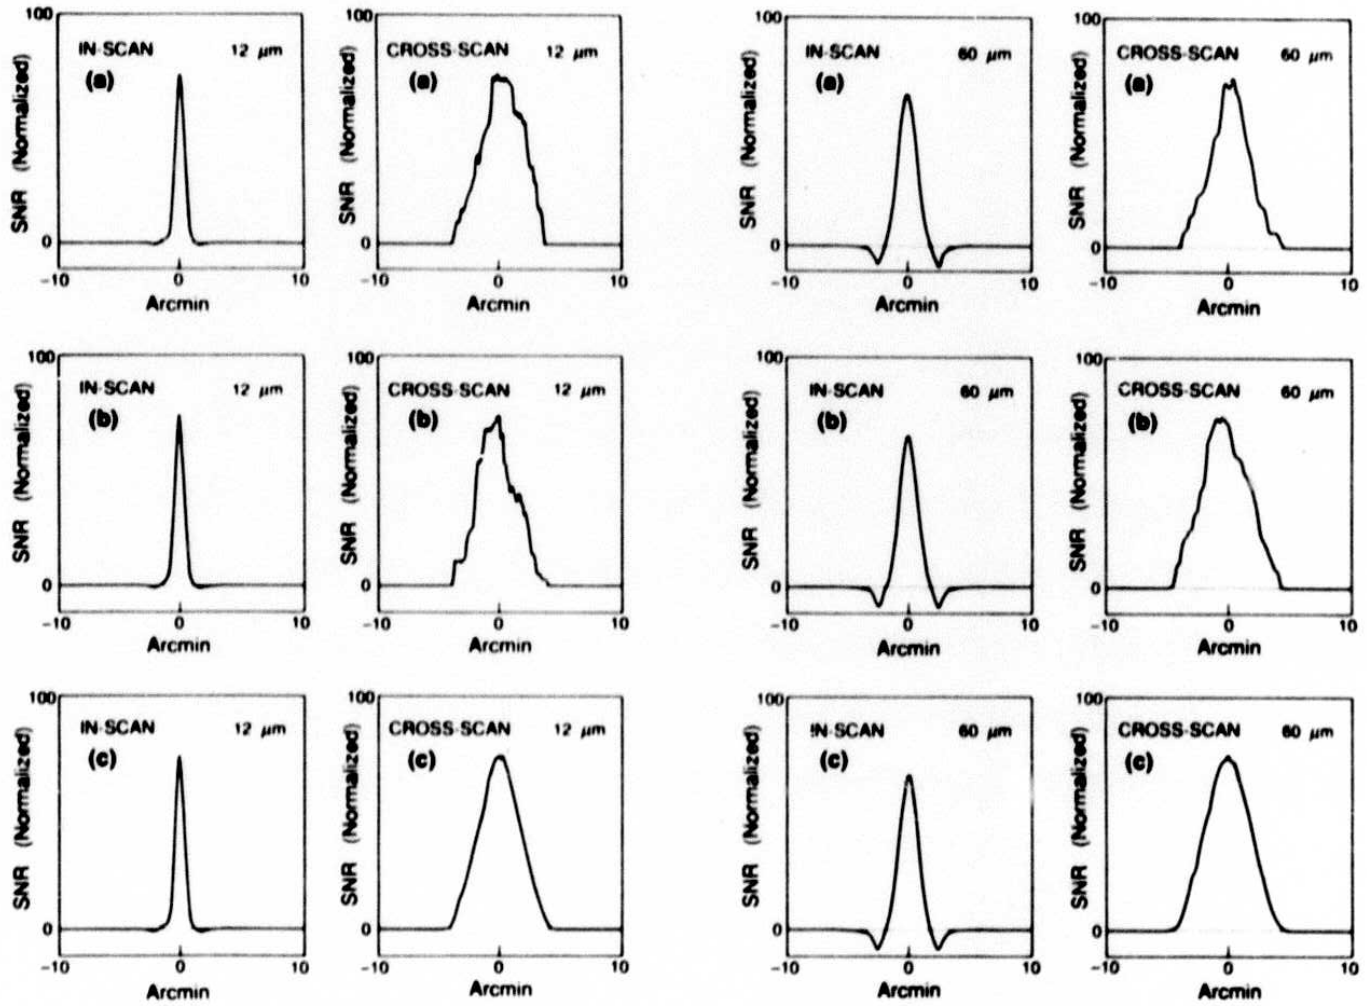 100
IN-SCAN 12 μm
(a)
SNR (Normalized)
0
-10 0 10
Arcmin
100
CROSS-SCAN 12 μm
(a)
SNR (Normalized)
0
-10 0 10
Arcmin
100
IN-SCAN 60 μm
(a)
SNR (Normalized)
0
-10 0 10
Arcmin
100
CROSS-SCAN 60 μm
(a)
SNR (Normalized)
0
-10 0 10
Arcmin
100
IN-SCAN 12 μm
(b)
SNR (Normalized)
0
-10 0 10
Arcmin
100
CROSS-SCAN 12 μm
(b)
SNR (Normalized)
0
-10 0 10
Arcmin
100
IN-SCAN 60 μm
(b)
SNR (Normalized)
0
-10 0 10
Arcmin
100
CROSS-SCAN 60 μm
(b)
SNR (Normalized)
0
-10 0 10
Arcmin
100
IN-SCAN 12 μm
(c)
SNR (Normalized)
0
-10 0 10
Arcmin
100
CROSS-SCAN 12 μm
(c)
SNR (Normalized)
0
-10 0 10
Arcmin
100
IN-SCAN 60 μm
(c)
SNR (Normalized)
0
-10 0 10
Arcmin
100
CROSS-SCAN 60 μm
(c)
SNR (Normalized)
0
-10 0 10
Arcmin